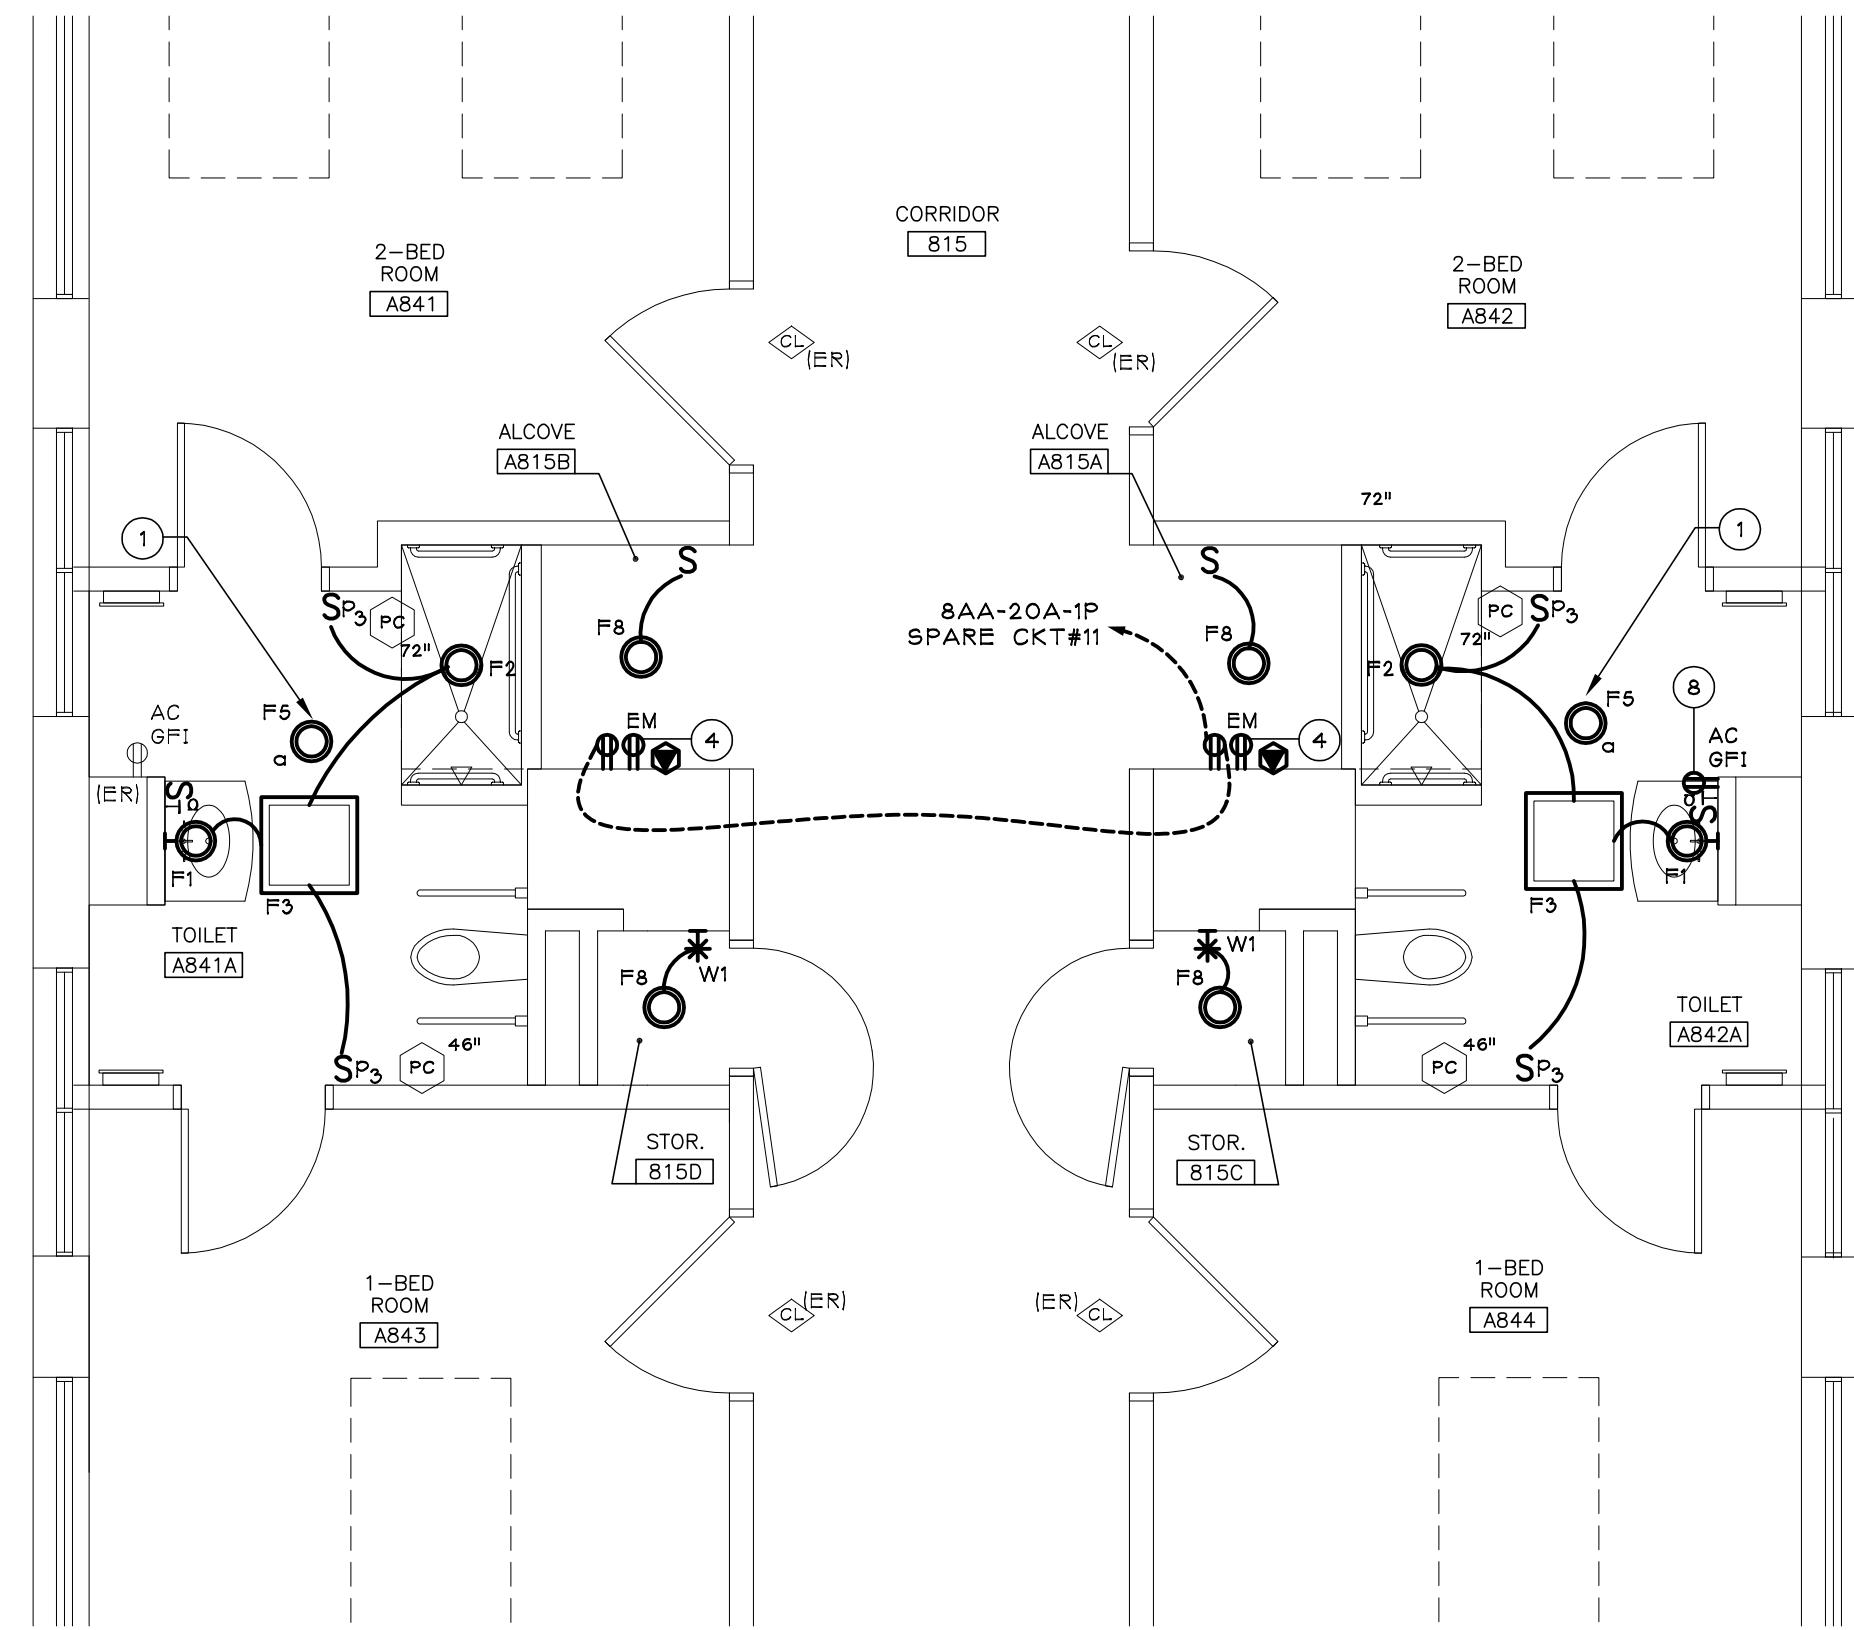 CORRIDOR
815
2-BED
ROOM
A841
2-BED
ROOM
A842
CL
(ER)
CL
(ER)
ALCOVE
A815B
ALCOVE
A815A
72"
1
1
S
S
SP3
PC
72"
F2
F8
8AA-20A-1P
SPARE CKT#11
F8
F2
72"
PC
SP3
F5
a
AC
GFI
(ER)
EM
4
EM
4
F5
a
8
AC
GFI
S
a
F1
F3
S
a
F1
F3
TOILET
A841A
F8
W1
W1
F8
TOILET
A842A
SP3
PC
46"
46"
PC
SP3
STOR.
815D
STOR.
815C
1-BED
ROOM
A843
CL
(ER)
(ER)
CL
1-BED
ROOM
A844